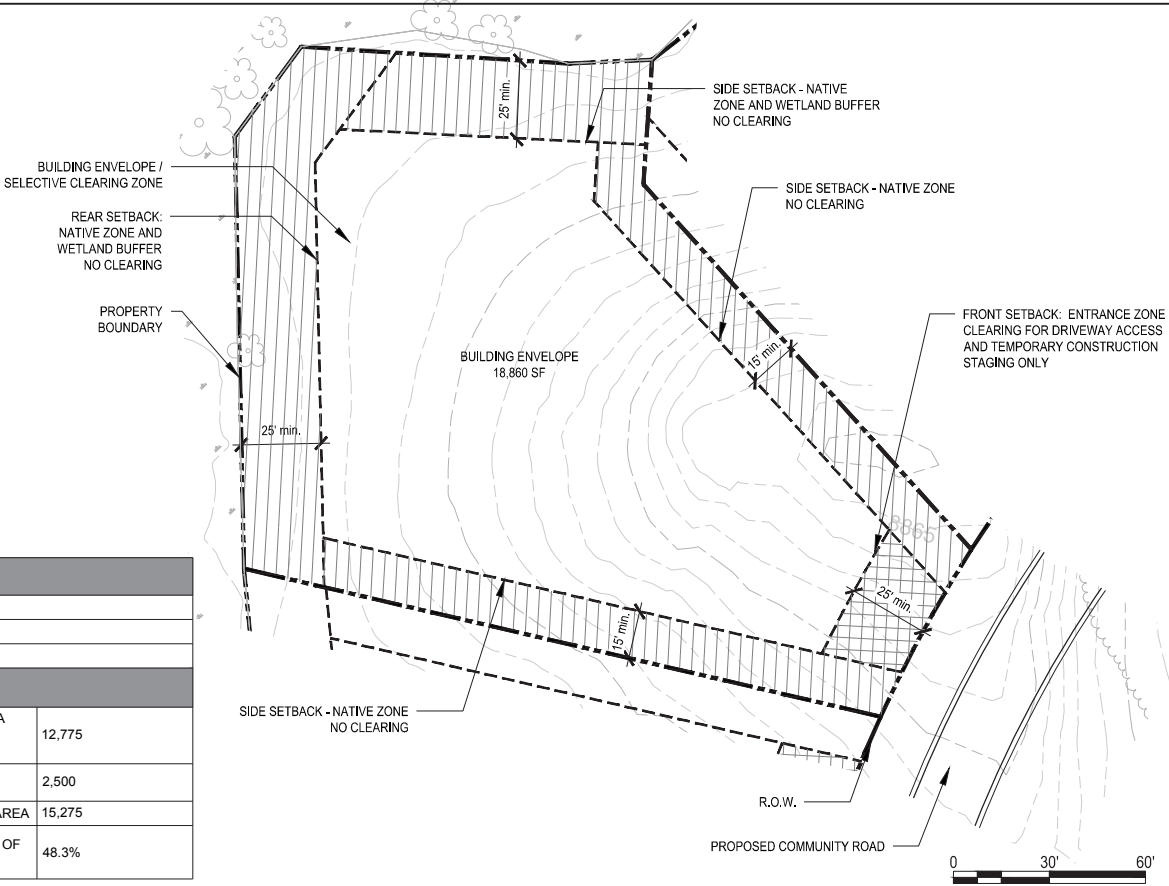 25' min.
SIDE SETBACK - NATIVE
ZONE AND WETLAND BUFFER
NO CLEARING
BUILDING ENVELOPE /
SELECTIVE CLEARING ZONE
SIDE SETBACK - NATIVE ZONE
NO CLEARING
REAR SETBACK:
NATIVE ZONE AND
WETLAND BUFFER
NO CLEARING
PROPERTY
BOUNDARY
FRONT SETBACK: ENTRANCE ZONE
CLEARING FOR DRIVEWAY ACCESS
AND TEMPORARY CONSTRUCTION
STAGING ONLY
BUILDING ENVELOPE
18,860 SF
15' min.
25' min.
8865
25' min.
15' min.
SIDE SETBACK - NATIVE ZONE
NO CLEARING
A
12,775
2,500
AREA 15,275
OF
48.3%
R.O.W.
PROPOSED COMMUNITY ROAD
0 30' 60'